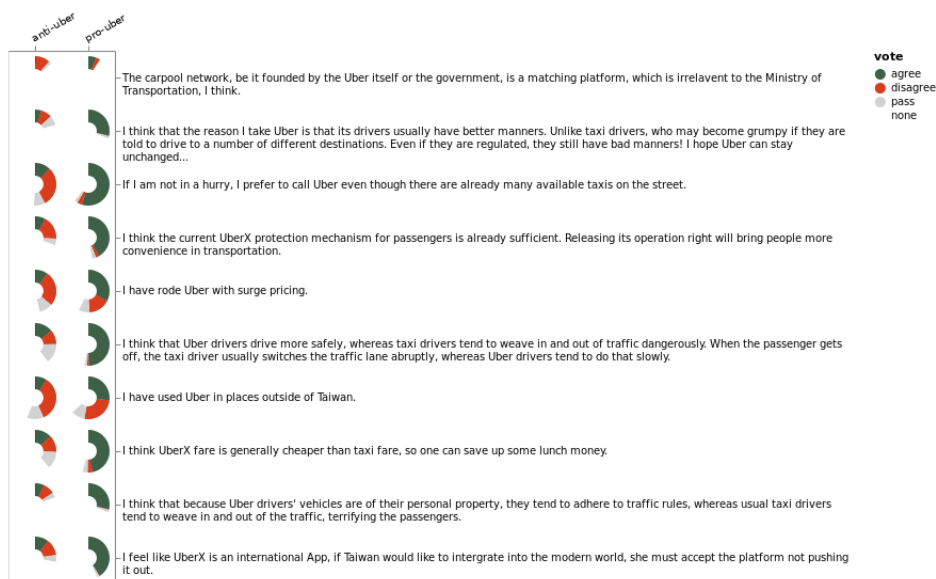 anti-uber
pro-uber
vote
agree
disagree
pass
none
The carpool network, be it founded by the Uber itself or the government, is a matching platform, which is irrelavent to the Ministry of
Transportation, I think.
I think that the reason I take Uber is that its drivers usually have better manners. Unlike taxi drivers, who may become grumpy if they are
told to drive to a number of different destinations. Even if they are regulated, they still have bad manners! I hope Uber can stay
unchanged...
If I am not in a hurry, I prefer to call Uber even though there are already many available taxis on the street.
I think the current UberX protection mechanism for passengers is already sufficient. Releasing its operation right will bring people more
convenience in transportation.
I have rode Uber with surge pricing.
I think that Uber drivers drive more safely, whereas taxi drivers tend to weave in and out of traffic dangerously. When the passenger gets
off, the taxi driver usually switches the traffic lane abruptly, whereas Uber drivers tend to do that slowly.
I have used Uber in places outside of Taiwan.
I think UberX fare is generally cheaper than taxi fare, so one can save up some lunch money.
I think that because Uber drivers' vehicles are of their personal property, they tend to adhere to traffic rules, whereas usual taxi drivers
tend to weave in and out of the traffic, terrifying the passengers.
I feel like UberX is an international App, if Taiwan would like to intergrate into the modern world, she must accept the platform not pushing
it out.